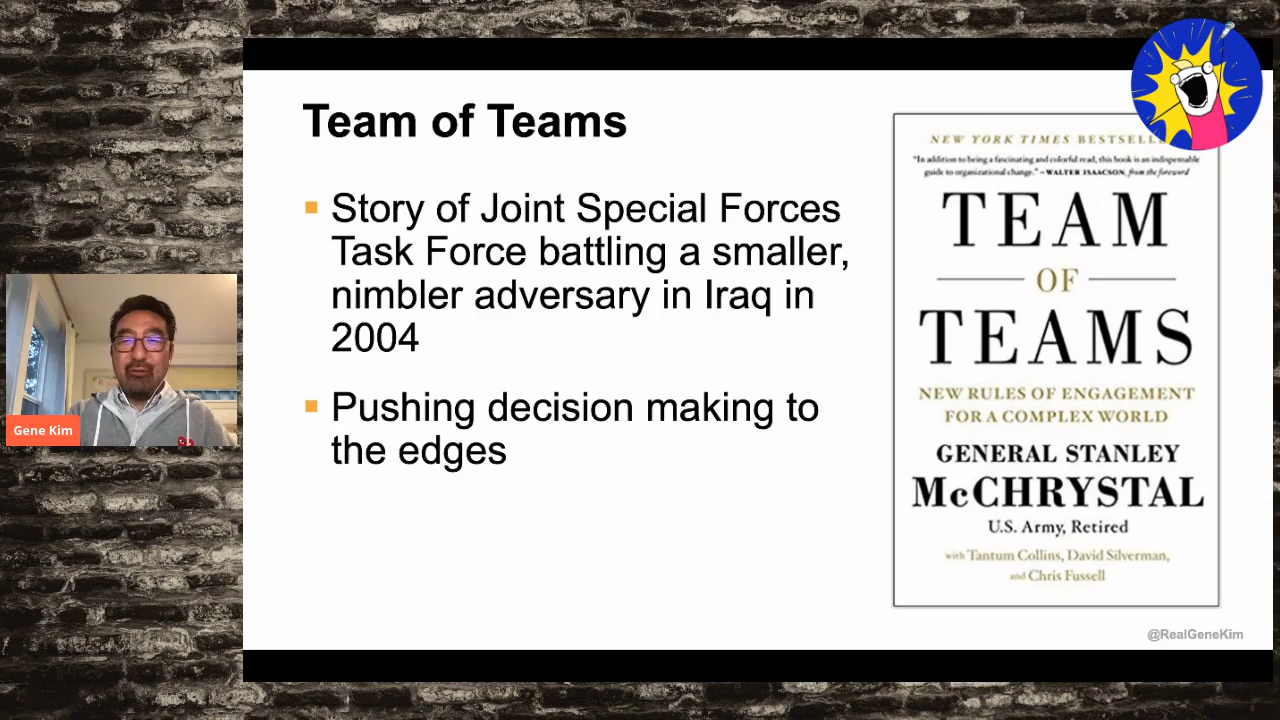 Team of Teams
Story of Joint Special Forces
Task Force battling a smaller,
nimbler adversary in Iraq in
2004
Pushing decision making to
the edges
NEW YORK TIMES BESTSELL
"In addition to being a fascinating and colorful read, this book is an indispensable
guide to organizational change." –WALTER ISAACSON, from the foreword
TEAM
OF
TEAMS
NEW RULES OF ENGAGEMENT
FOR A COMPLEX WORLD
GENERAL STANLEY
McCHRYSTAL
U.S. Army, Retired
with Tantum Collins, David Silverman,
and Chris Fussell
@RealGeneKim
Gene Kim